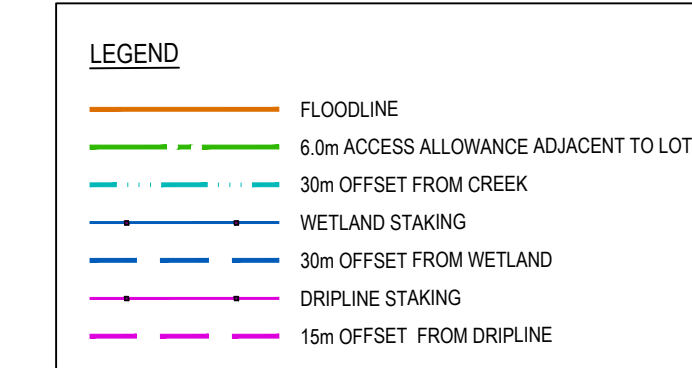 LEGEND
FLOODLINE
6.0m ACCESS ALLOWANCE ADJACENT TO LOT
30m OFFSET FROM CREEK
WETLAND STAKING
30m OFFSET FROM WETLAND
DRIPLINE STAKING
15m OFFSET FROM DRIPLINE